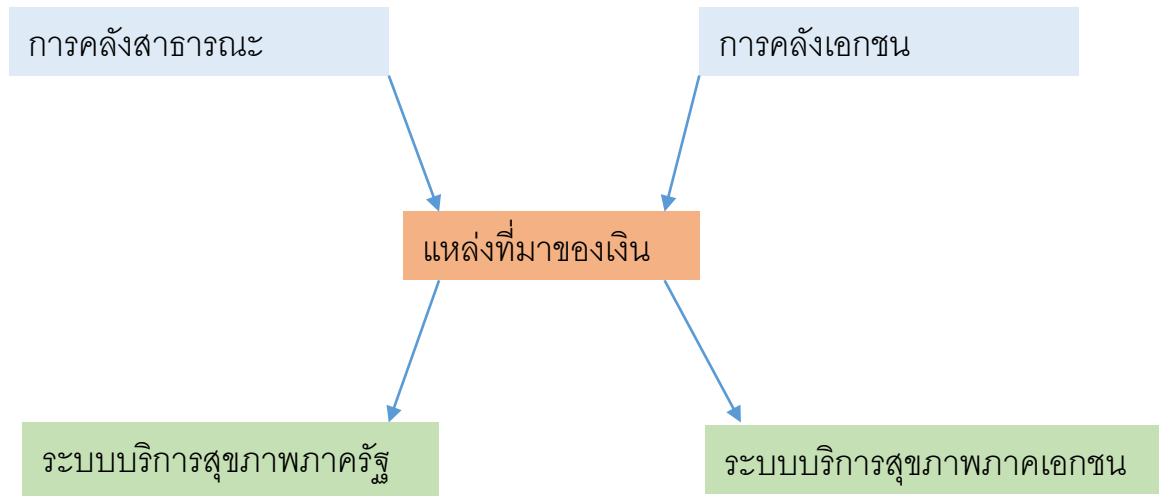 การคลังสาธารณะ
การคลังเอกชน
แหล่งที่มาของเงิน
ระบบบริการสุขภาพภาครัฐ
ระบบบริการสุขภาพภาคเอกชน